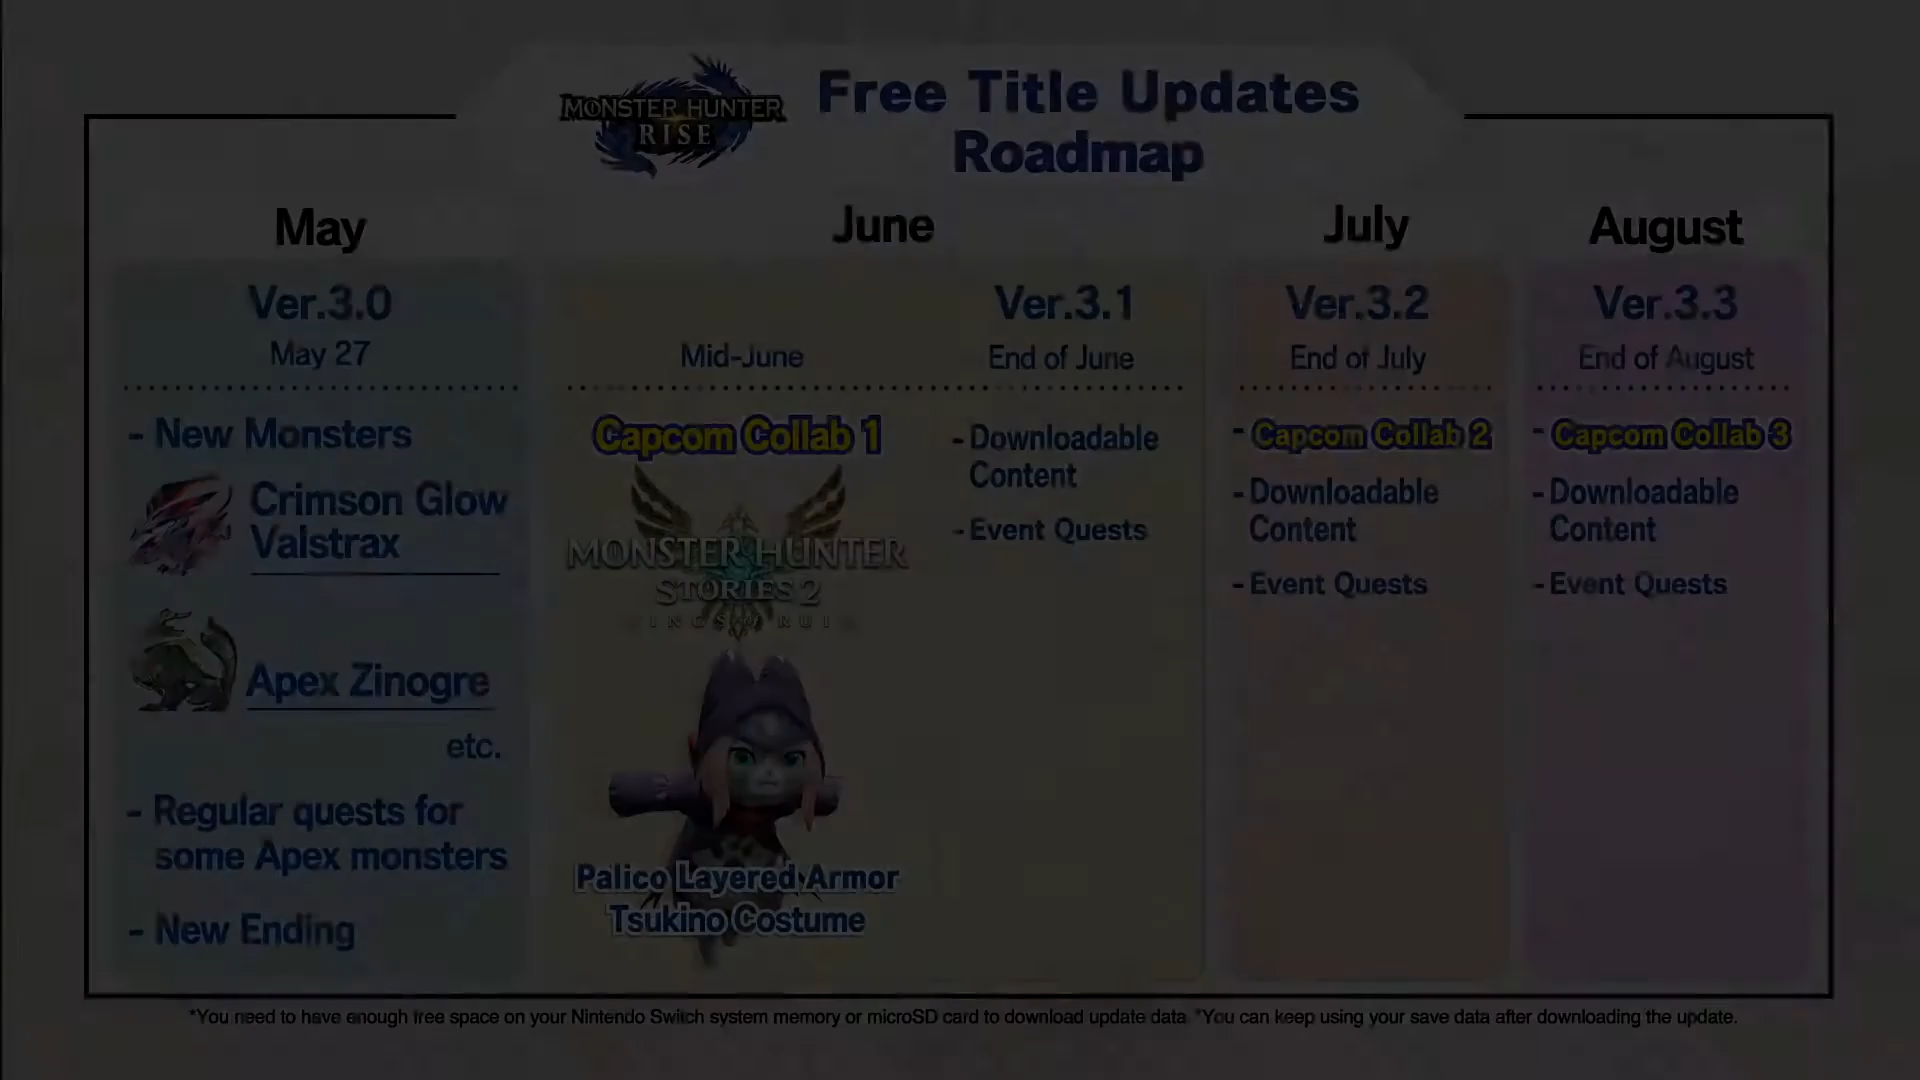 MONSTER HUNTER
RISE
Free Title Updates
Roadmap
May
Ver.3.0
May 27
- New Monsters
Crimson Glow
Valstrax
Apex Zinogre
etc.
- Regular quests for
some Apex monsters
- New Ending
June
Mid-June
Capcom Collab 1
MONSTER HUNTER
STORIES 2
Palico Layered Armor
Tsukino Costume
Ver.3.1
End of June
- Downloadable
Content
- Event Quests
July
Ver.3.2
End of July
- Capcom Collab 2
- Downloadable
Content
- Event Quests
August
Ver.3.3
End of August
- Capcom Collab 3
- Downloadable
Content
- Event Quests
*You need to have enough free space on your Nintendo Switch system memory or microSD card to download update data. *You can keep using your save data after downloading the update.